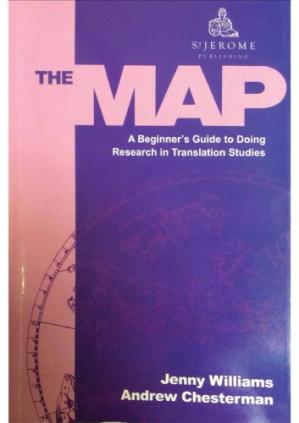 ST JEROME
PUBLISHING
THE MAP
A Beginner's Guide to Doing
Research in Translation Studies
Jenny Williams
Andrew Chesterman